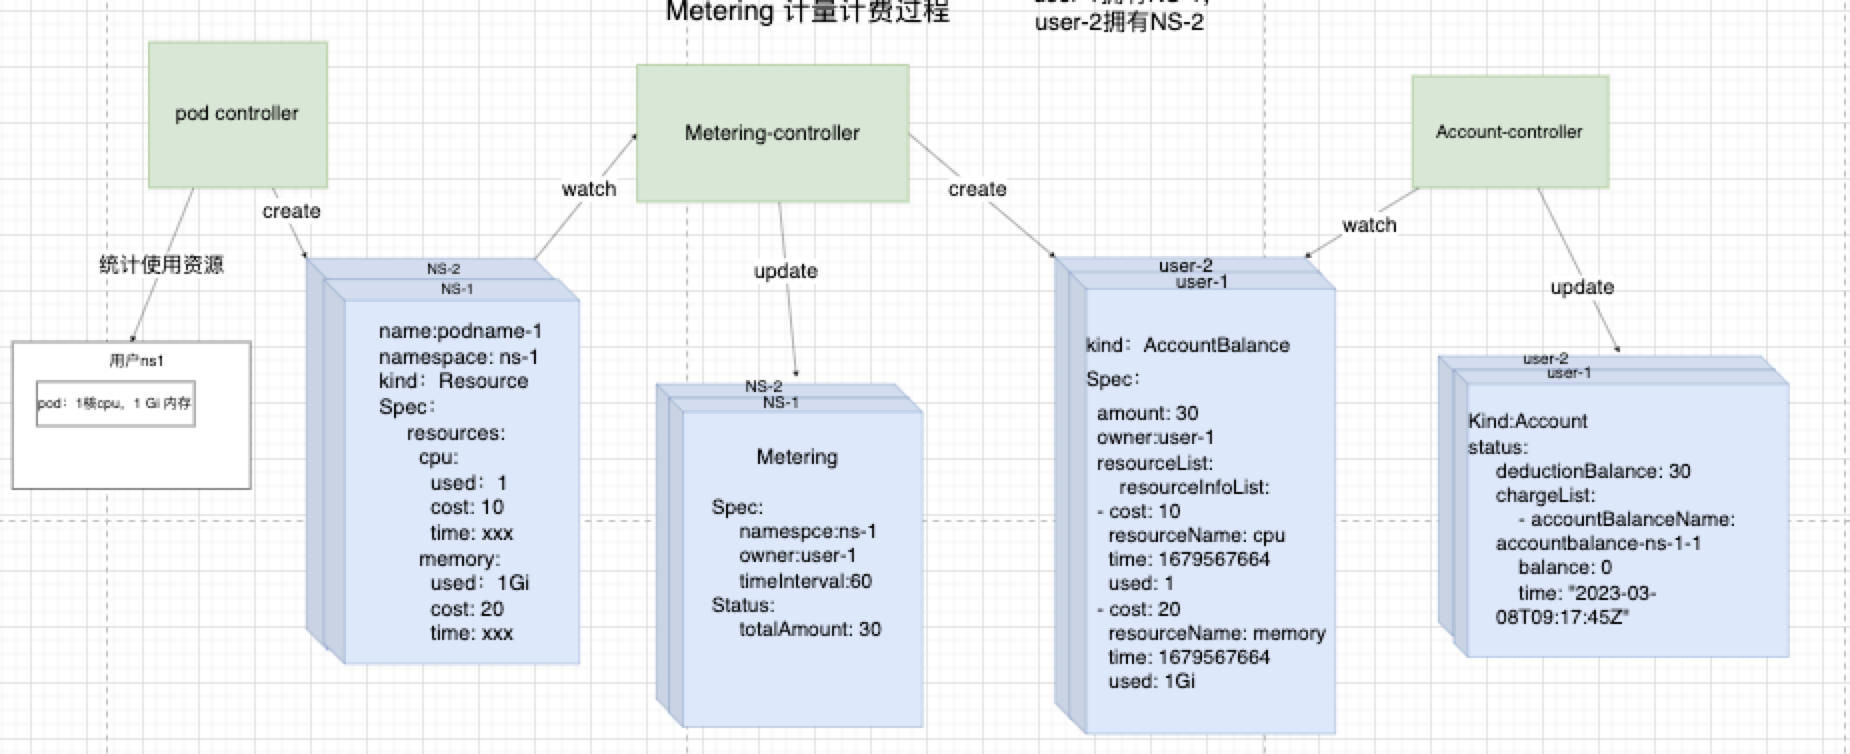 Metering 计量计费过程
user-1拥有NS-1,
user-2拥有NS-2
pod controller
Metering-controller
Account-controller
create
统计使用资源
watch
update
create
watch
update
用户ns1
pod：1核cpu，1 Gi 内存
NS-2
NS-1
name:podname-1
namespace: ns-1
kind：Resource
Spec：
resources:
cpu:
used：1
cost: 10
time: xxx
memory:
used：1Gi
cost: 20
time: xxx
NS-2
NS-1
Metering
Spec:
namespce:ns-1
owner:user-1
timeInterval:60
Status:
totalAmount: 30
user-2
user-1
kind：AccountBalance
Spec：
amount: 30
owner:user-1
resourceList:
resourceInfoList:
- cost: 10
resourceName: cpu
time: 1679567664
used: 1
- cost: 20
resourceName: memory
time: 1679567664
used: 1Gi
user-2
user-1
Kind:Account
status:
deductionBalance: 30
chargeList:
- accountBalanceName:
accountbalance-ns-1-1
balance: 0
time: "2023-03-
08T09:17:45Z"